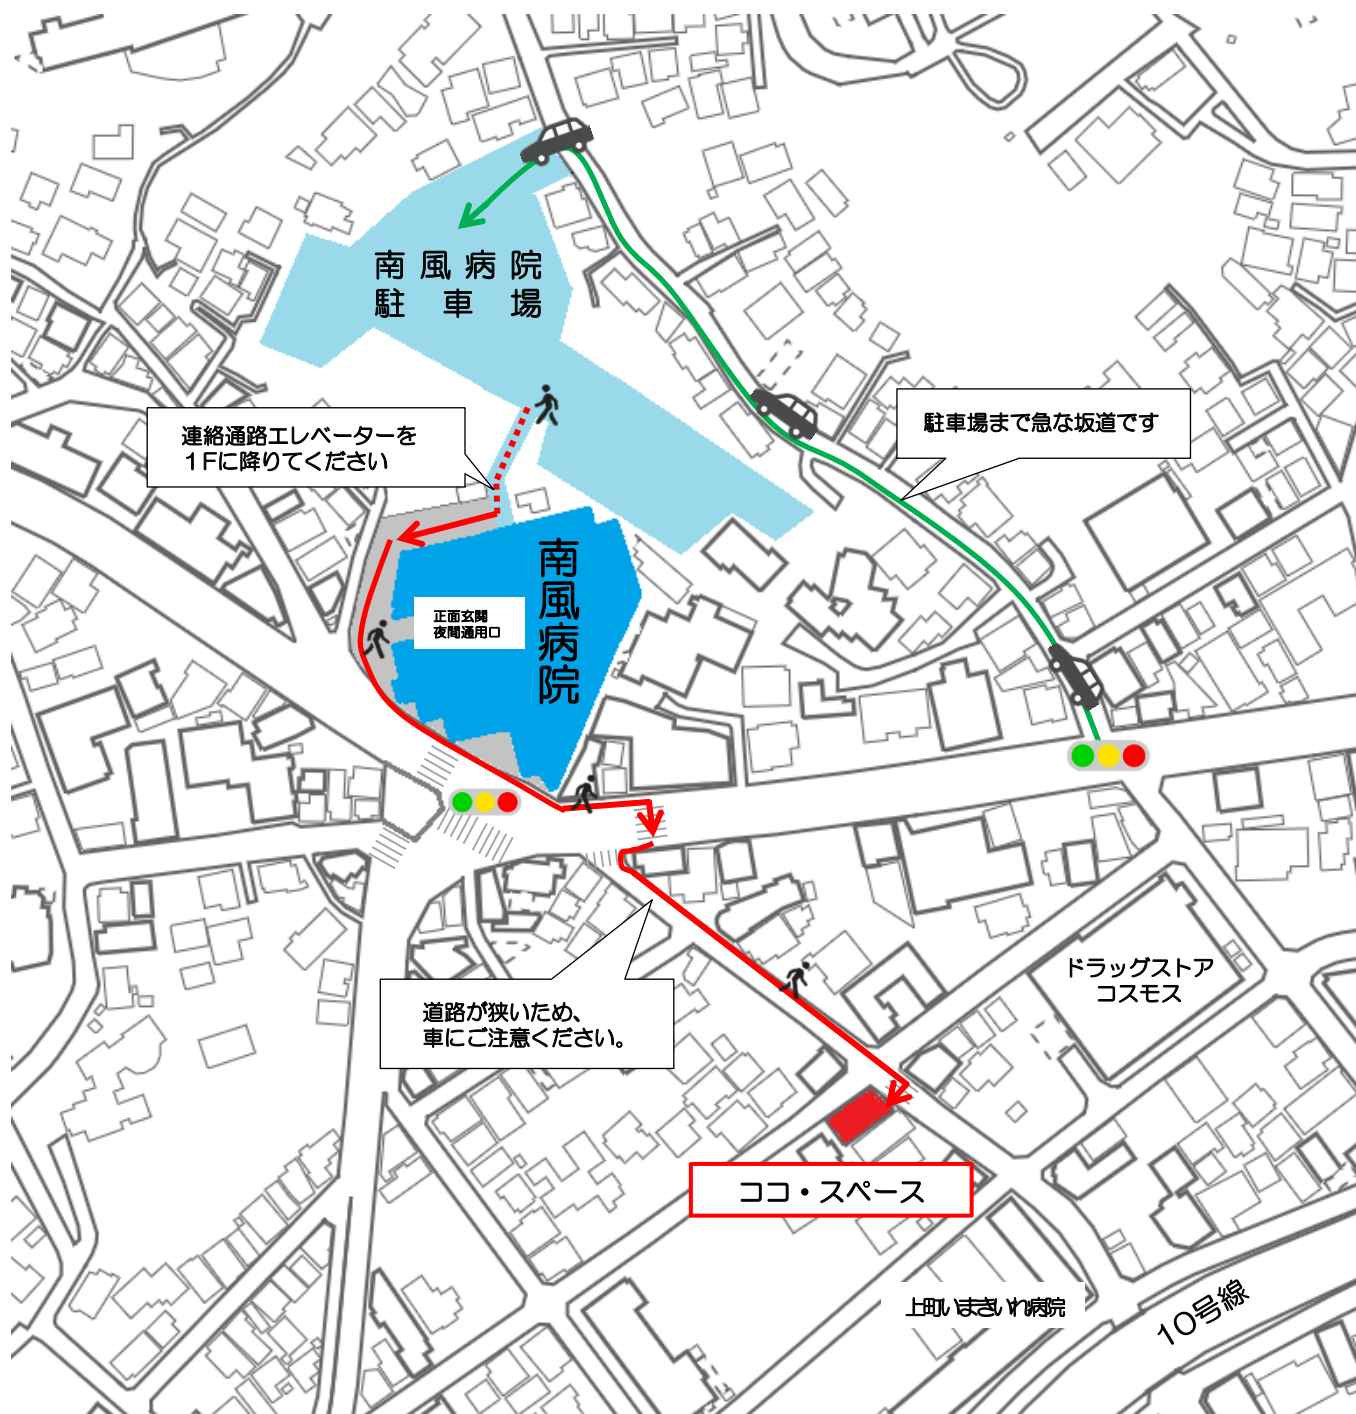 南風病院
駐車場
連絡通路エレベーターを
１Ｆに降りてください
駐車場まで急な坂道です
南風病院
正面玄関
夜間通用口
道路が狭いため、
車にご注意ください。
ドラッグストア
コスモス
ココ・スペース
上町いまきいれ病院
10号線